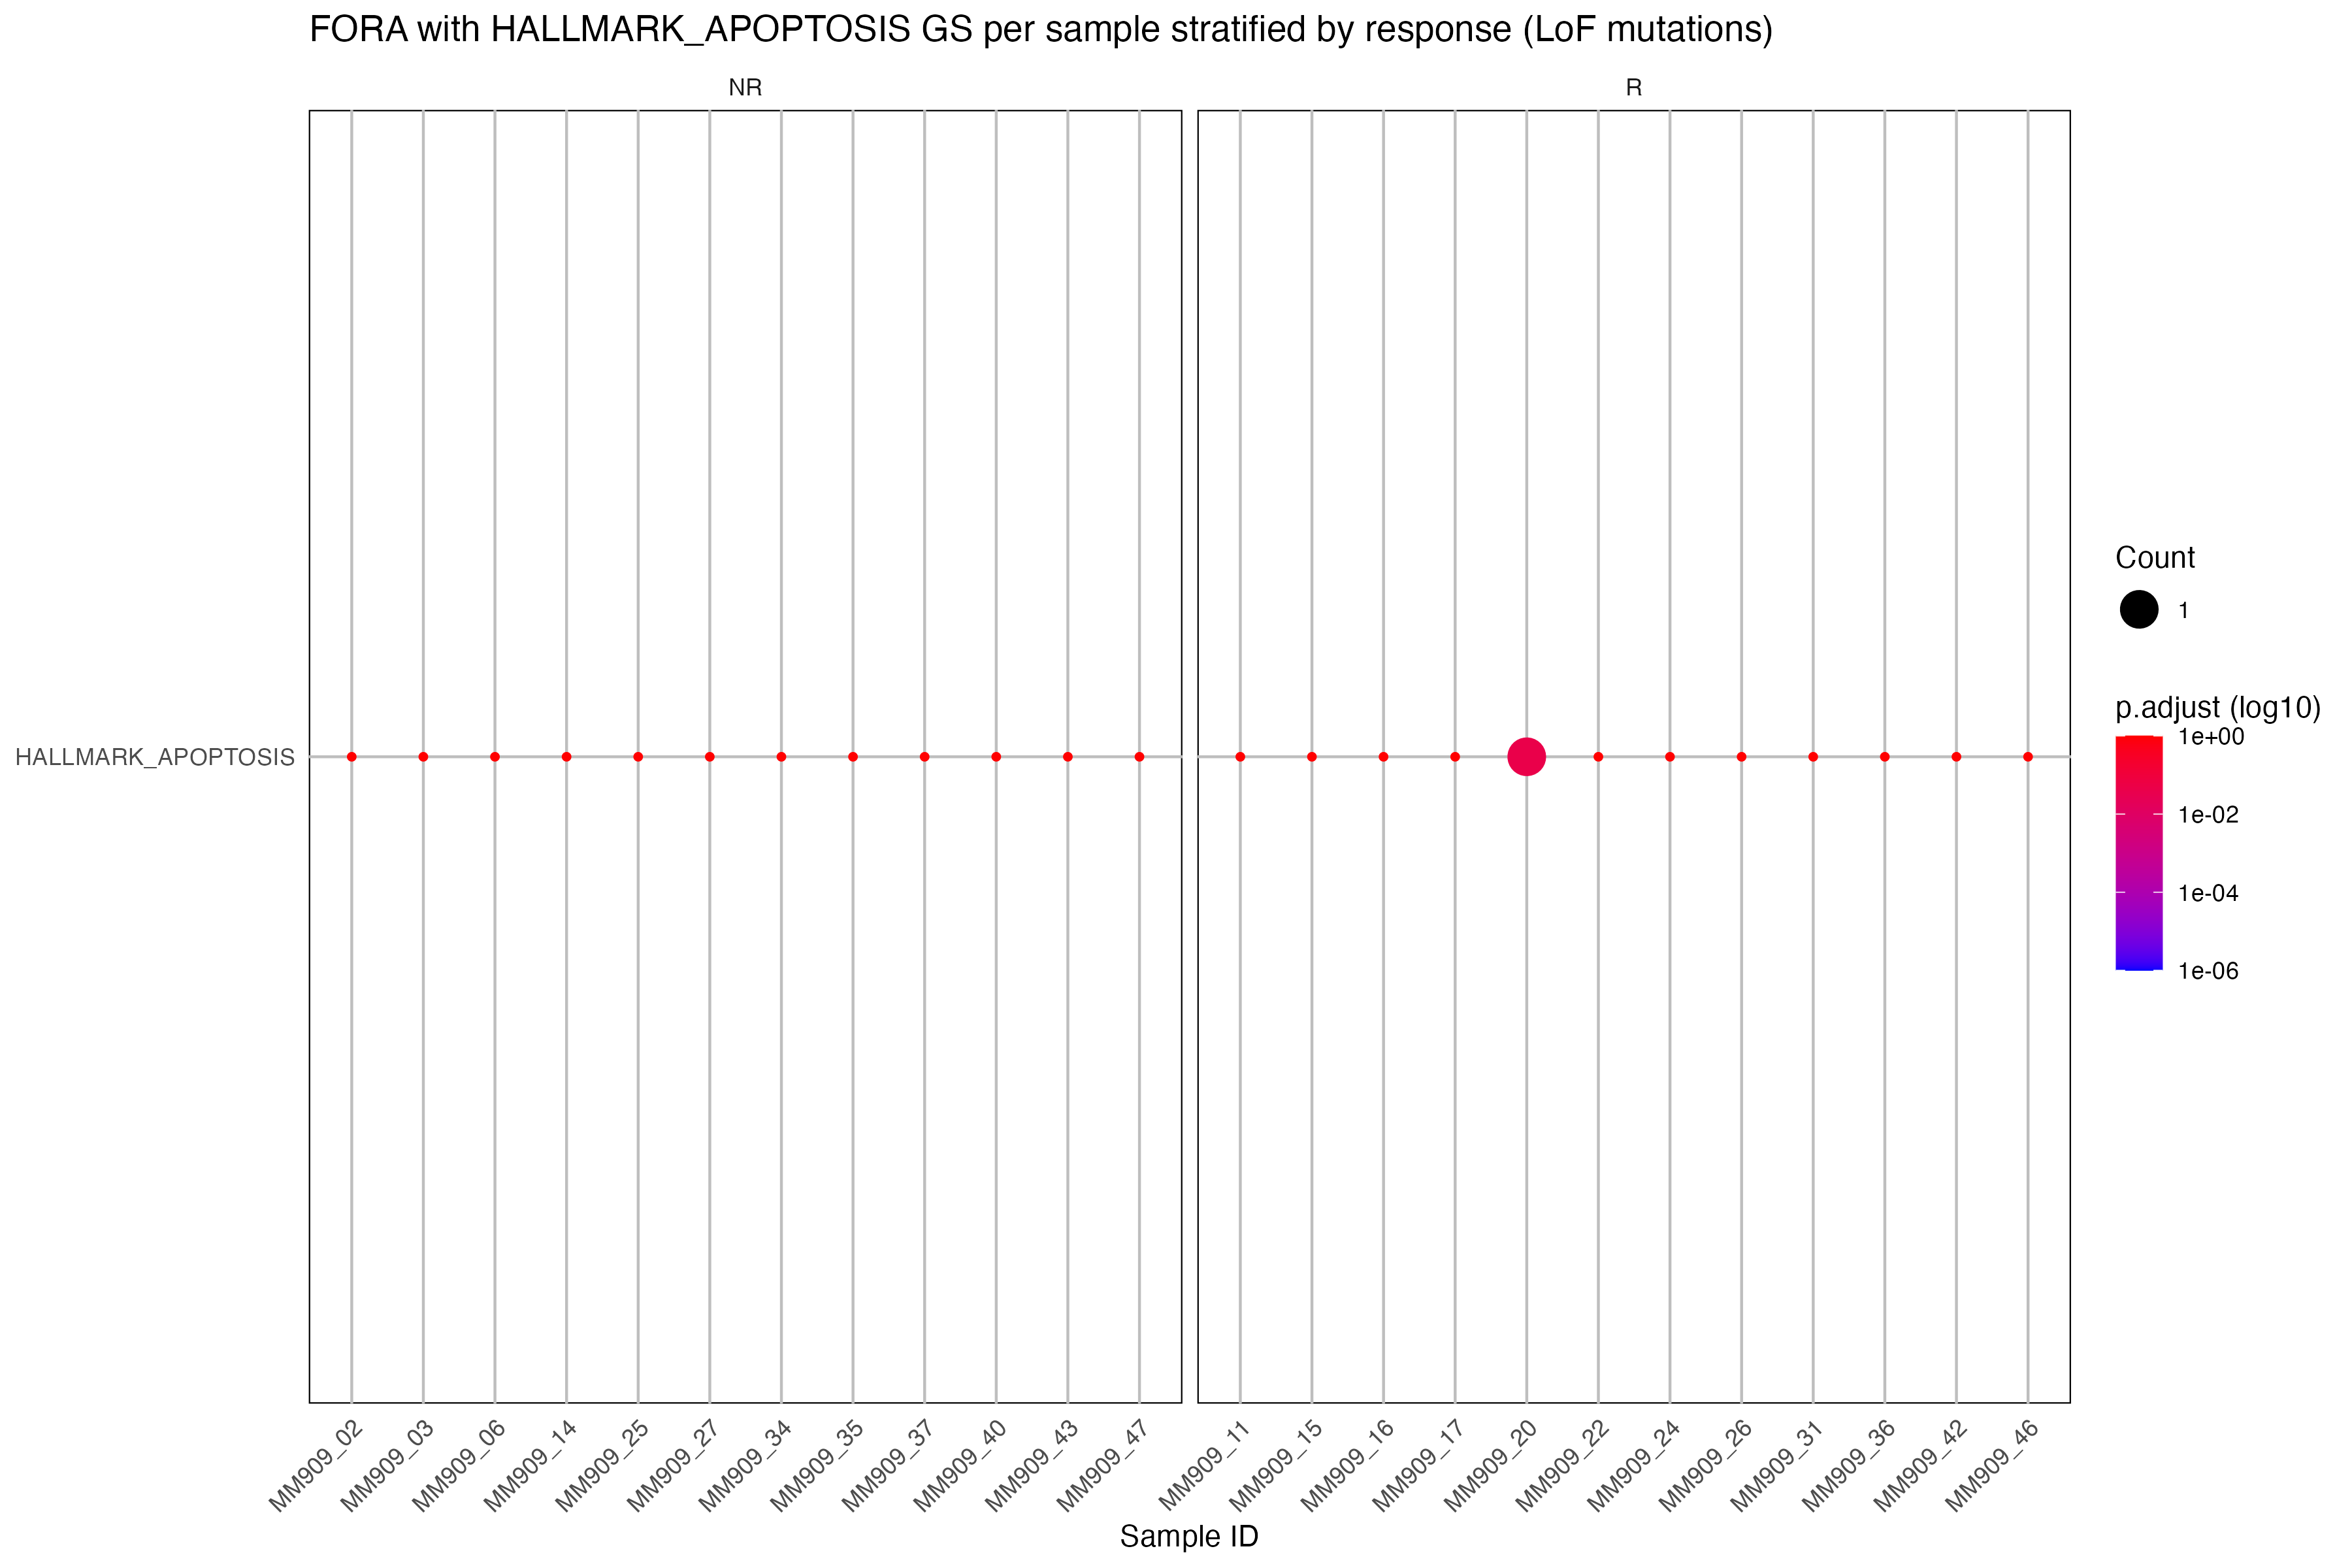 FORA with HALLMARK_APOPTOSIS GS per sample stratified by response (LoF mutations)
NR
R
HALLMARK_APOPTOSIS
Count
1
p.adjust (log10)
1e+00
1e-02
1e-04
1e-06
MM909_02
MM909_03
MM909_06
MM909_14
MM909_25
MM909_27
MM909_34
MM909_35
MM909_37
MM909_40
MM909_43
MM909_47
MM909_11
MM909_15
MM909_16
MM909_17
MM909_20
MM909_22
MM909_24
MM909_26
MM909_31
MM909_36
MM909_42
MM909_46
Sample ID